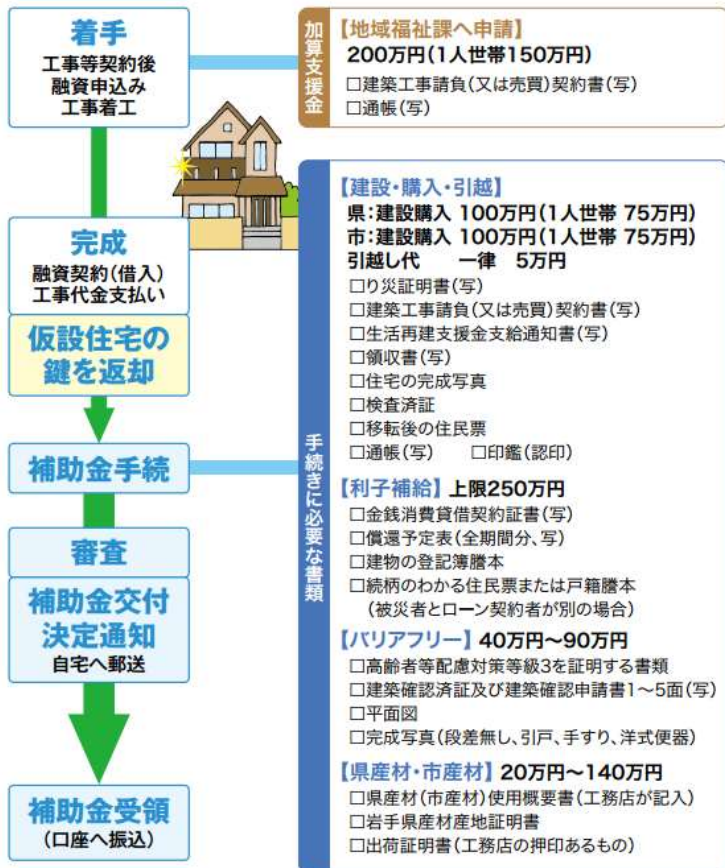 着手
工事等契約後
融資申込み
工事着工
完成
融資契約(借入)
工事代金支払い
仮設住宅の
鍵を返却
補助金手続
審査
補助金交付
決定通知
自宅へ郵送
補助金受領
(口座へ振込)
加算支援金
【地域福祉課へ申請】
200万円(1人世帯150万円)
□建築工事請負(又は売買)契約書(写)
□通帳(写)
手続きに必要な書類
【建設・購入・引越】
県:建設購入 100万円(1人世帯 75万円)
市:建設購入 100万円(1人世帯 75万円)
引越し代 一律 5万円
□り災証明書(写)
□建築工事請負(又は売買)契約書(写)
□生活再建支援金支給通知書(写)
□領収書(写)
□住宅の完成写真
□検査済証
□移転後の住民票
□通帳(写) □印鑑(認印)
【利子補給】上限250万円
□金銭消費貸借契約証書(写)
□償還予定表(全期間分、写)
□建物の登記簿謄本
□続柄のわかる住民票または戸籍謄本
(被災者とローン契約者が別の場合)
【バリアフリー】40万円〜90万円
□高齢者等配慮対策等級3を証明する書類
□建築確認済証及び建築確認申請書1〜5面(写)
□平面図
□完成写真(段差無し、引戸、手すり、洋式便器)
【県産材・市産材】20万円〜140万円
□県産材(市産材)使用概要書(工務店が記入)
□岩手県産材産地証明書
□出荷証明書(工務店の押印あるもの)